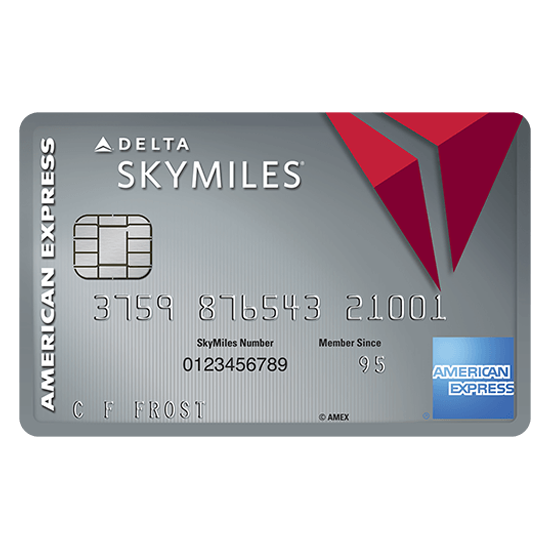 AMERICAN EXPRESS
DELTA
SKYMILES®
3759 876543 21001
SkyMiles Number
Member Since
0123456789
95
C F FROST
© AMEX
®
AMERICAN
EXPRESS